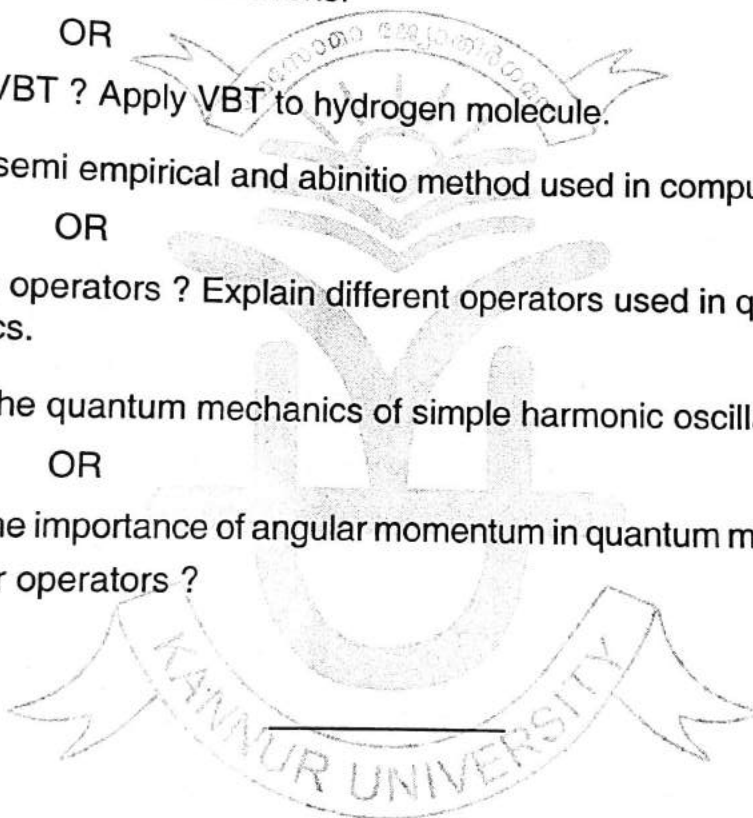 OR
VBT ? Apply VBT to hydrogen molecule.
semi empirical and abinitio method used in compu
OR
operators ? Explain different operators used in q
cs.
he quantum mechanics of simple harmonic oscill
OR
he importance of angular momentum in quantum m
r operators ?
KANNUR UNIVERSITY